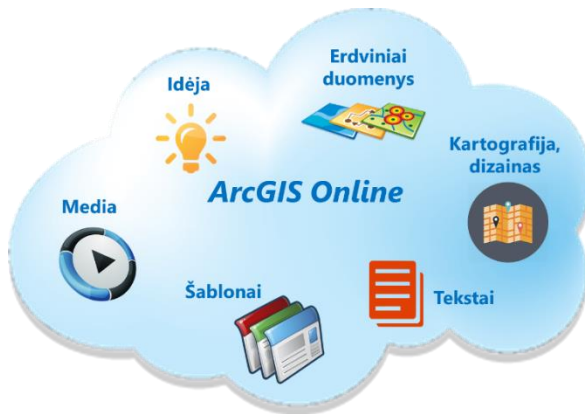 Idėja
Erdviniai
duomenys
Kartografija,
dizainas
ArcGIS Online
Media
Šablonai
Tekstai